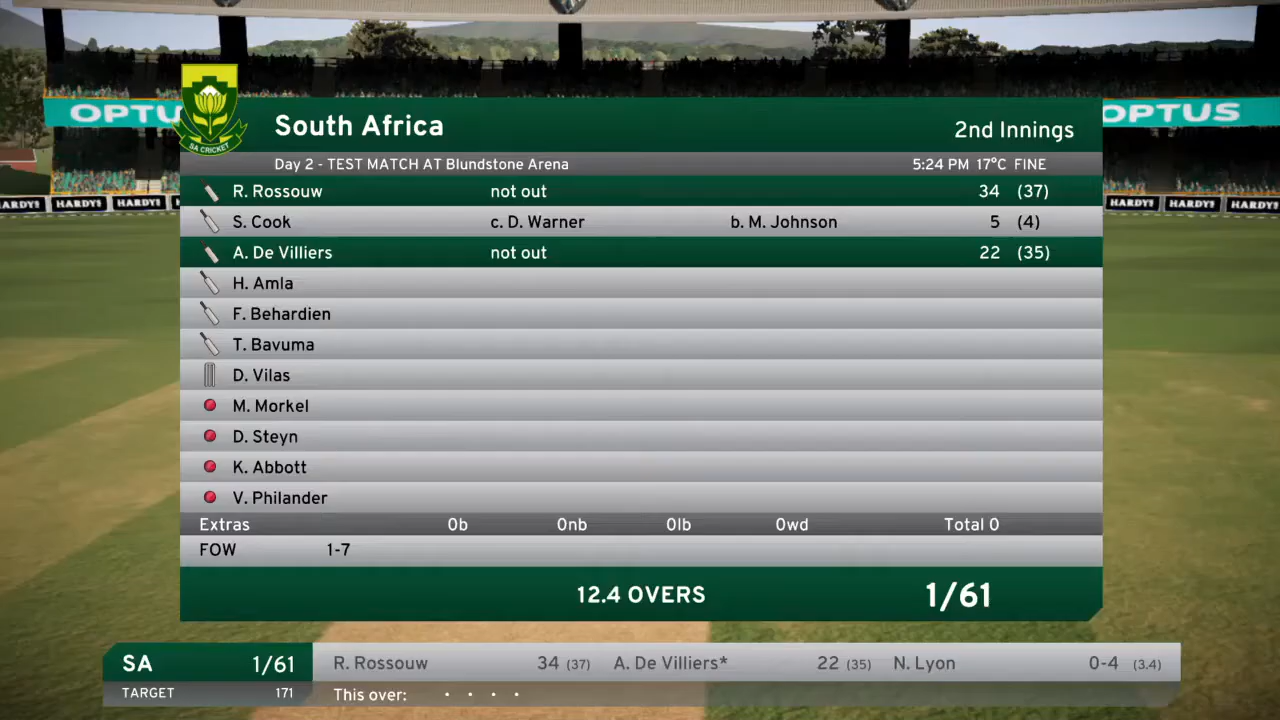 OPTU
OPTUS
SA CRICKET
South Africa
2nd Innings
Day 2 - TEST MATCH AT Blundstone Arena 5:24 PM 17°C FINE
R. Rossouw not out 34 (37)
S. Cook c. D. Warner b. M. Johnson 5 (4)
A. De Villiers not out 22 (35)
H. Amla
F. Behardien
T. Bavuma
D. Vilas
M. Morkel
D. Steyn
K. Abbott
V. Philander
Extras 0b 0nb 0lb 0wd Total 0
FOW 1-7
12.4 OVERS 1/61
HARDYS HARDYS HARDYS
HARDYS HARDYS HARDYS
SA 1/61 R. Rossouw 34 (37) A. De Villiers* 22 (35) N. Lyon 0-4 (3.4)
TARGET 171 This over: • • • •